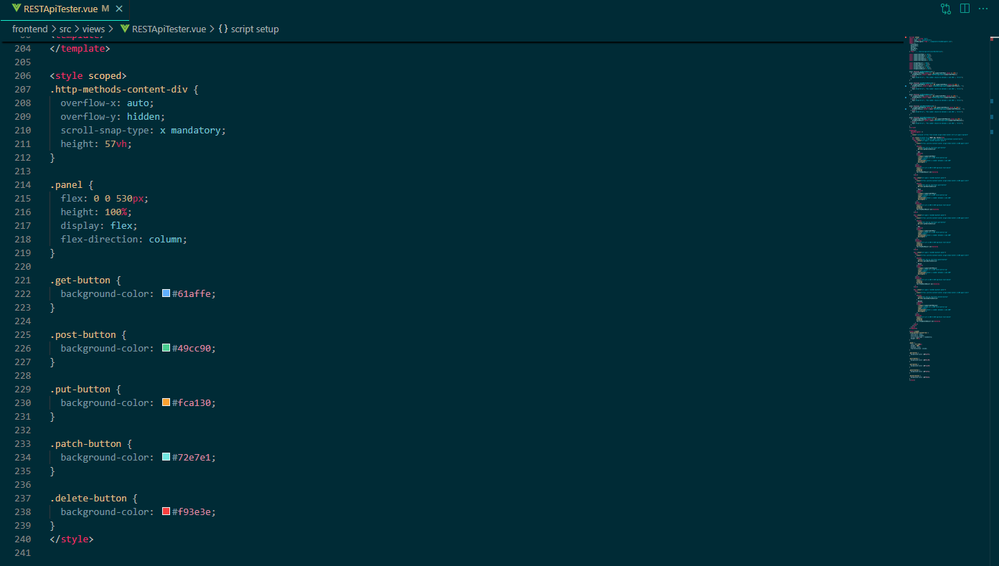 RESTApiTester.vue M
frontend > src > views > RESTApiTester.vue > {} script setup
204 </template>
205
206 <style scoped>
207 .http-methods-content-div {
208 overflow-x: auto;
209 overflow-y: hidden;
210 scroll-snap-type: x mandatory;
211 height: 57vh;
212 }
213
214 .panel {
215 flex: 0 0 530px;
216 height: 100%;
217 display: flex;
218 flex-direction: column;
219 }
220
221 .get-button {
222 background-color: #61affe;
223 }
224
225 .post-button {
226 background-color: #49cc90;
227 }
228
229 .put-button {
230 background-color: #fca130;
231 }
232
233 .patch-button {
234 background-color: #72e7e1;
235 }
236
237 .delete-button {
238 background-color: #f93e3e;
239 }
240 </style>
241